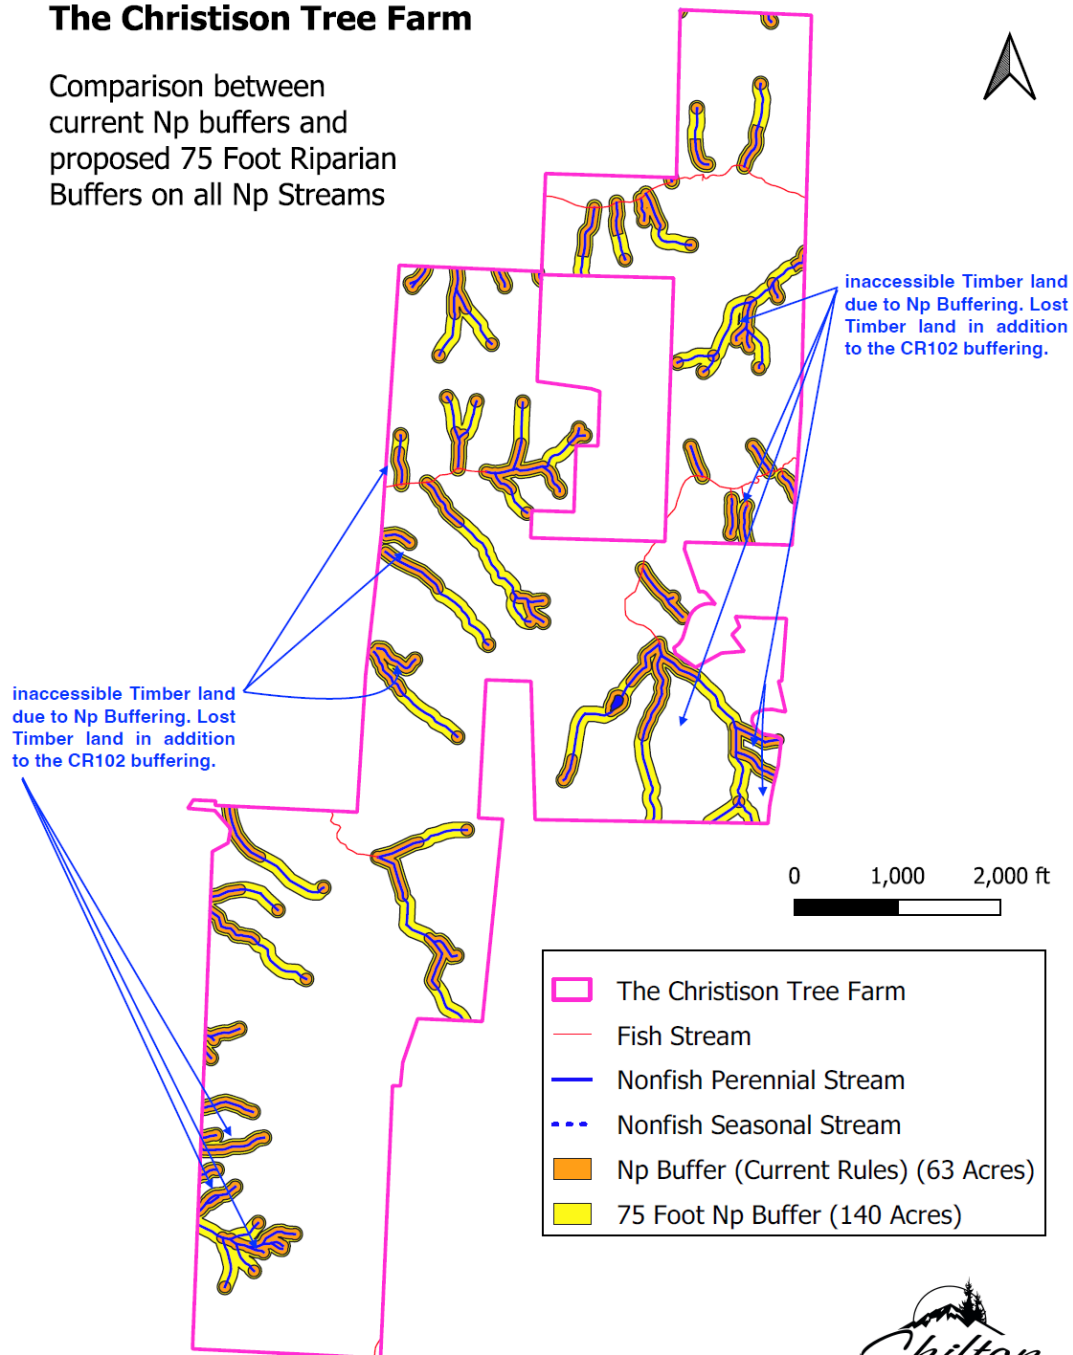 The Christison Tree Farm
Comparison between
current Np buffers and
proposed 75 Foot Riparian
Buffers on all Np Streams
inaccessible Timber land
due to Np Buffering. Lost
Timber land in addition
to the CR102 buffering.
inaccessible Timber land
due to Np Buffering. Lost
Timber land in addition
to the CR102 buffering.
0 1,000 2,000 ft
The Christison Tree Farm
Fish Stream
Nonfish Perennial Stream
Nonfish Seasonal Stream
Np Buffer (Current Rules) (63 Acres)
75 Foot Np Buffer (140 Acres)